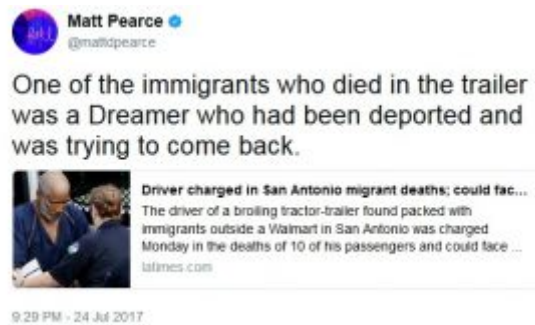 Matt Pearce
@mattdpearce
One of the immigrants who died in the trailer
was a Dreamer who had been deported and
was trying to come back.
Driver charged in San Antonio migrant deaths; could fac...
The driver of a broiling tractor-trailer found packed with
immigrants outside a Walmart in San Antonio was charged
Monday in the deaths of 10 of his passengers and could face ...
latimes.com
9:29 PM - 24 Jul 2017